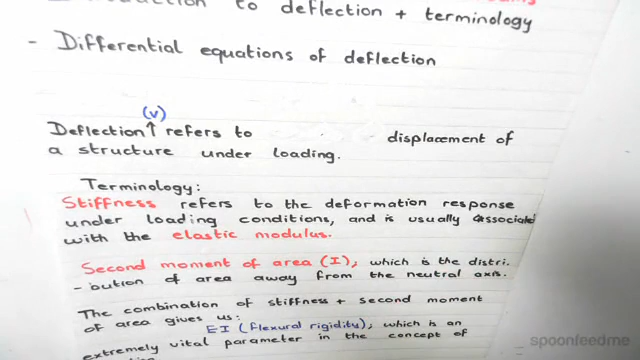 to deflection + terminology
- Differential equations of deflection
(v)
Deflection↑ refers to displacement of
a structure under loading.
Terminology:
Stiffness refers to the deformation response
under loading conditions, and is usually associated
with the elastic modulus.
Second moment of area (I), which is the distri.
-bution of area away from the neutral axis.
The combination of stiffness + second moment
of area gives us:
EI (flexural rigidity), which is an
extremely vital parameter in the concept of
spoonfeedme